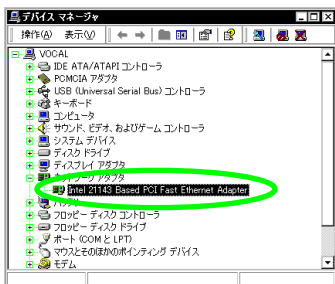 デバイス マネージャ
操作(A) 表示(V)
VOCAL
IDE ATA/ATAPI コントローラ
PCMCIA アダプタ
USB (Universal Serial Bus) コントローラ
キーボード
コンピュータ
サウンド、ビデオ、およびゲーム コントローラ
システム デバイス
ディスク ドライブ
ディスプレイ アダプタ
ネットワーク アダプタ
Intel 21143 Based PCI Fast Ethernet Adapter
フロッピー ディスク コントローラ
フロッピー ディスク ドライブ
ポート (COM と LPT)
マウスとそのほかのポインティング デバイス
モデム